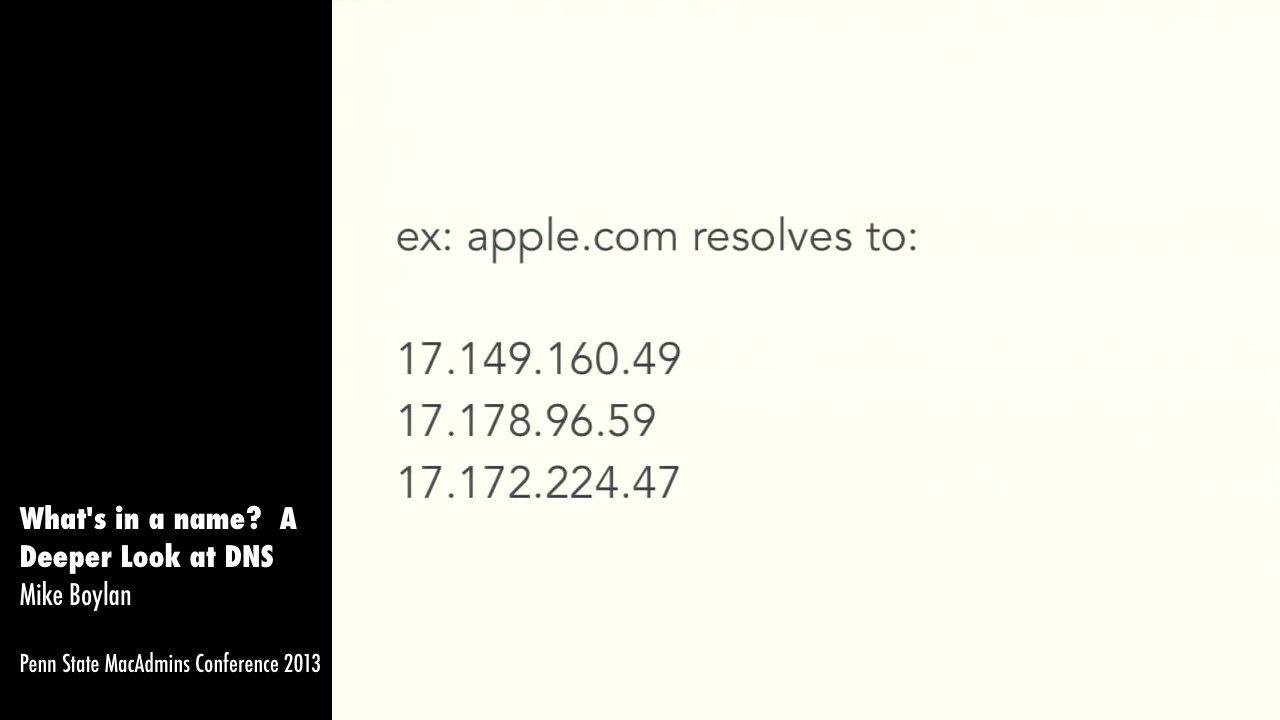 ex: apple.com resolves to:
17.149.160.49
17.178.96.59
17.172.224.47
What's in a name?  A
Deeper Look at DNS
Mike Boylan
Penn State MacAdmins Conference 2013